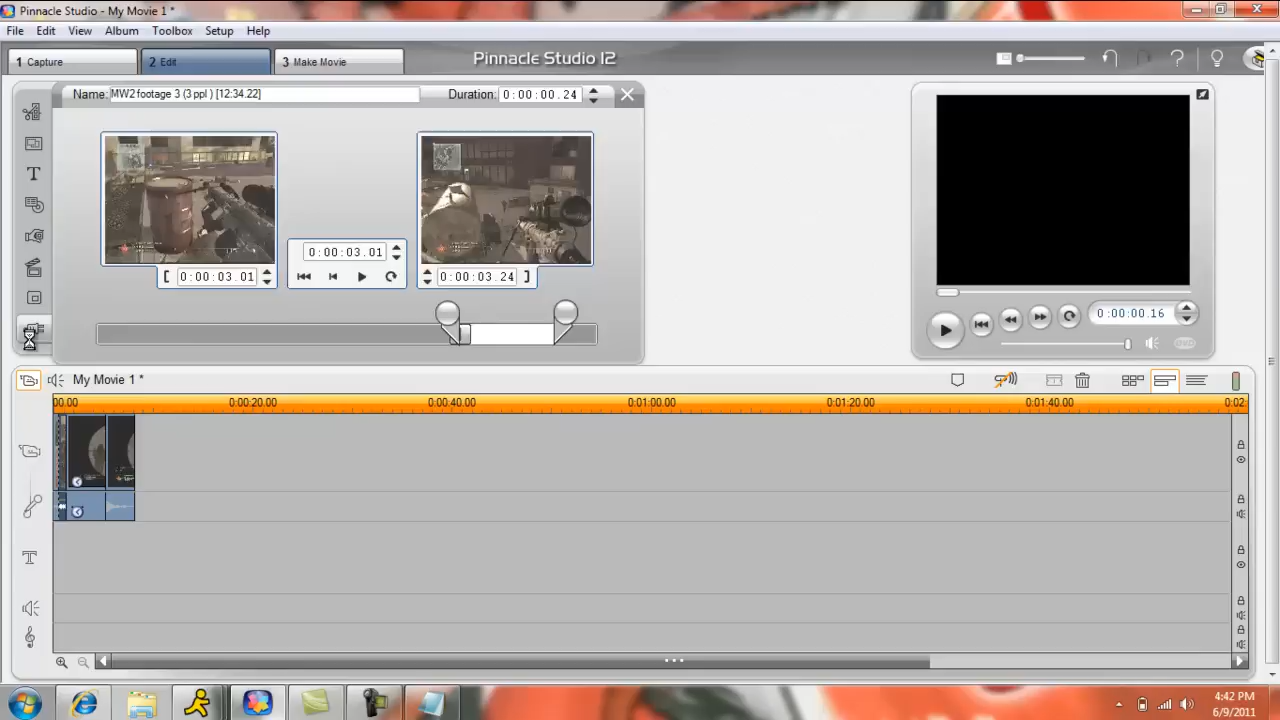 Pinnacle Studio - My Movie 1 *
File Edit View Album Toolbox Setup Help
1 Capture
2 Edit
3 Make Movie
Pinnacle Studio 12
Name: MW2 footage 3 (3 ppl ) [12:34.22]
Duration: 0:00:00.24
0:00:03.01
0:00:03.01
0:00:03.24
0:00:00.16
My Movie 1 *
00.00 0:00:20.00 0:00:40.00 0:01:00.00 0:01:20.00 0:01:40.00 0:02:
4:42 PM
6/9/2011